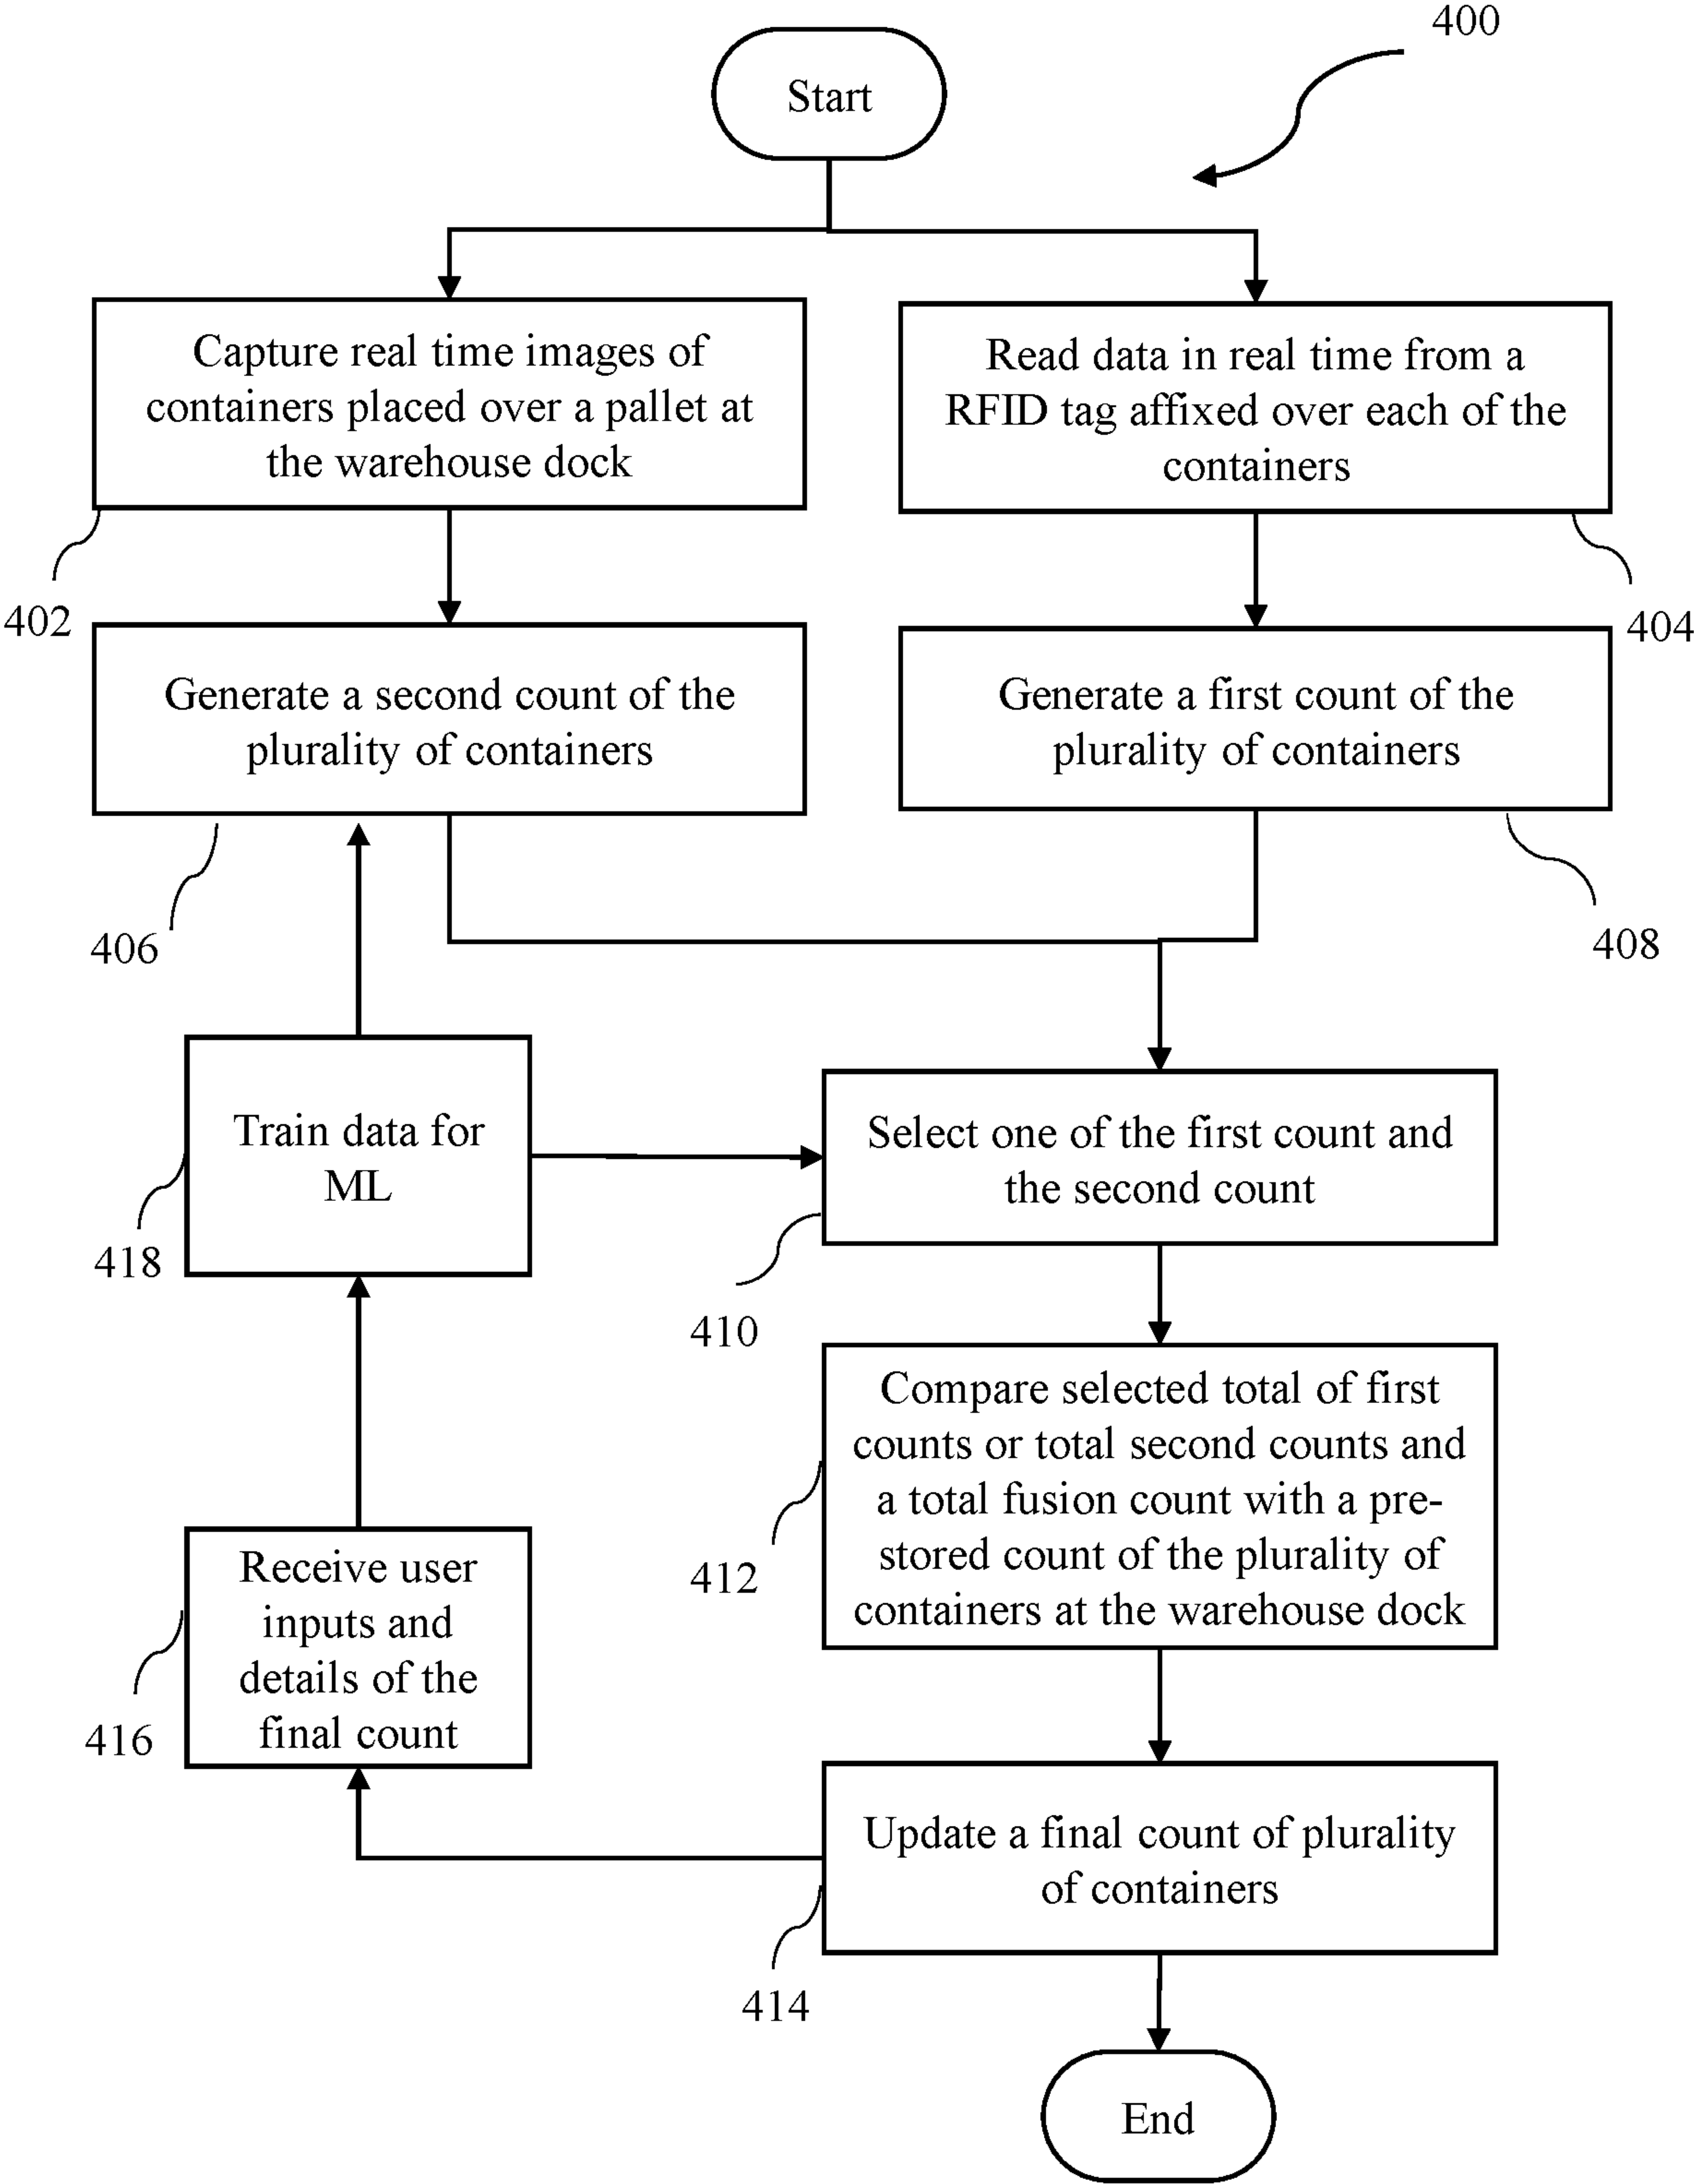 400
Start
Capture real time images of
containers placed over a pallet at
the warehouse dock
Read data in real time from a
RFID tag affixed over each of the
containers
402
404
Generate a second count of the
plurality of containers
Generate a first count of the
plurality of containers
406
408
Train data for
ML
Select one of the first count and
the second count
418
410
Compare selected total of first
counts or total second counts and
a total fusion count with a pre-
stored count of the plurality of
containers at the warehouse dock
412
Receive user
inputs and
details of the
final count
416
Update a final count of plurality
of containers
414
End